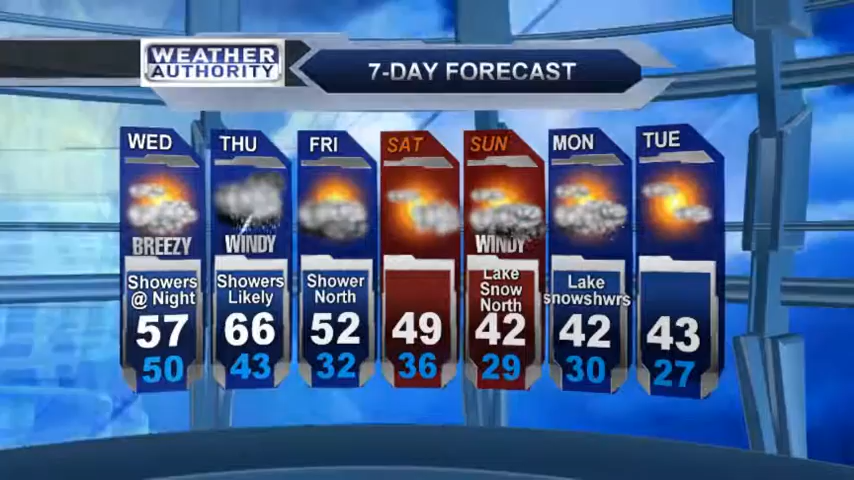 WEATHER
AUTHORITY
7-DAY FORECAST
WED
BREEZY
Showers
@ Night
57
50
THU
WINDY
Showers
Likely
66
43
FRI
Shower
North
52
32
SAT
49
36
SUN
WINDY
Lake
Snow
North
42
29
MON
Lake
snowshwrs
42
30
TUE
43
27